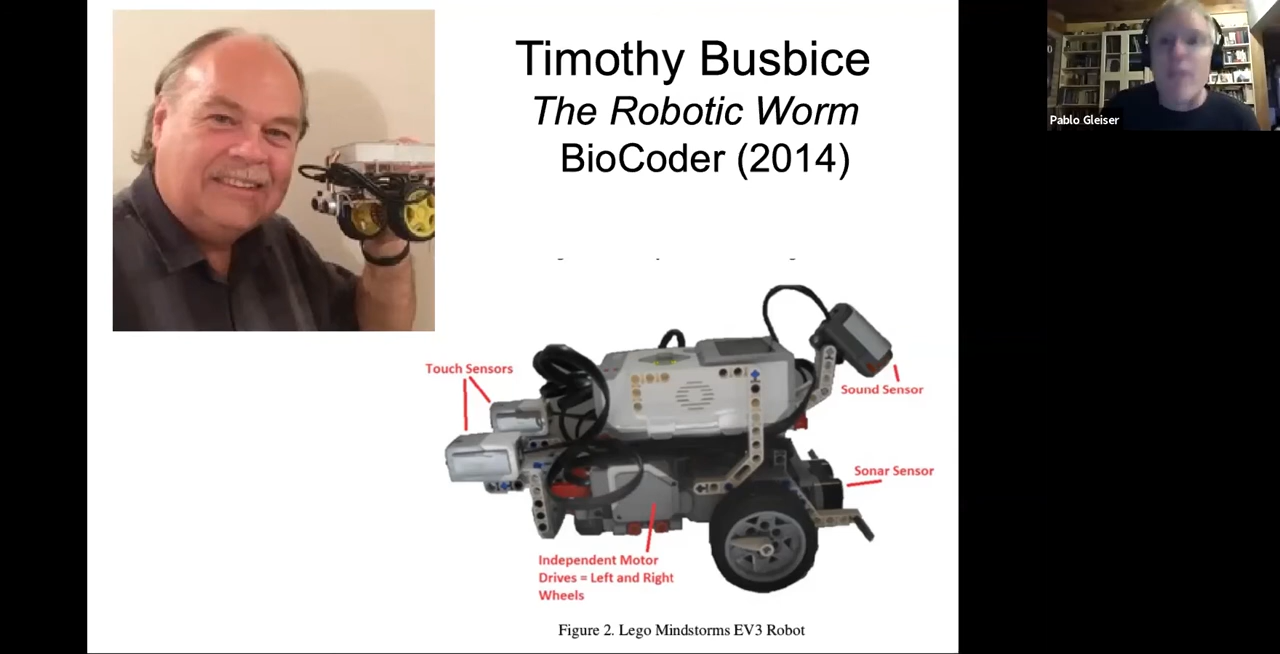 Timothy Busbice
The Robotic Worm
BioCoder (2014)
Pablo Gleiser
Touch Sensors
Sound Sensor
Sonar Sensor
Independent Motor
Drives = Left and Right
Wheels
Figure 2. Lego Mindstorms EV3 Robot